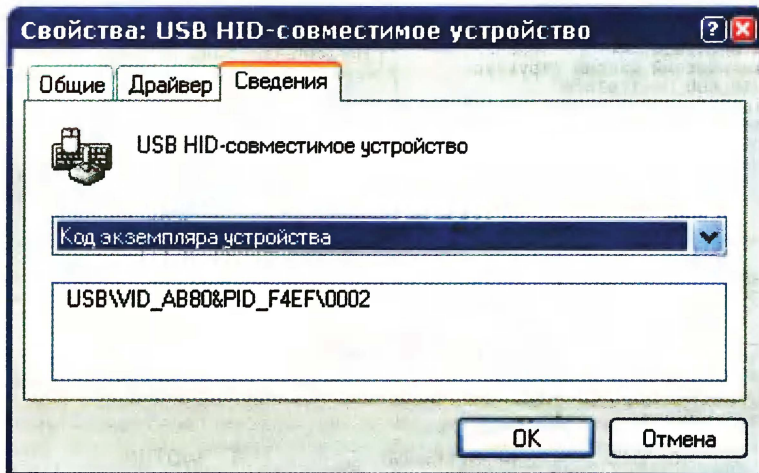 Свойства: USB HID-совместимое устройство
Общие Драйвер Сведения
USB HID-совместимое устройство
Код экземпляра устройства
USB\VID_AB80&PID_F4EF\0002
OK Отмена